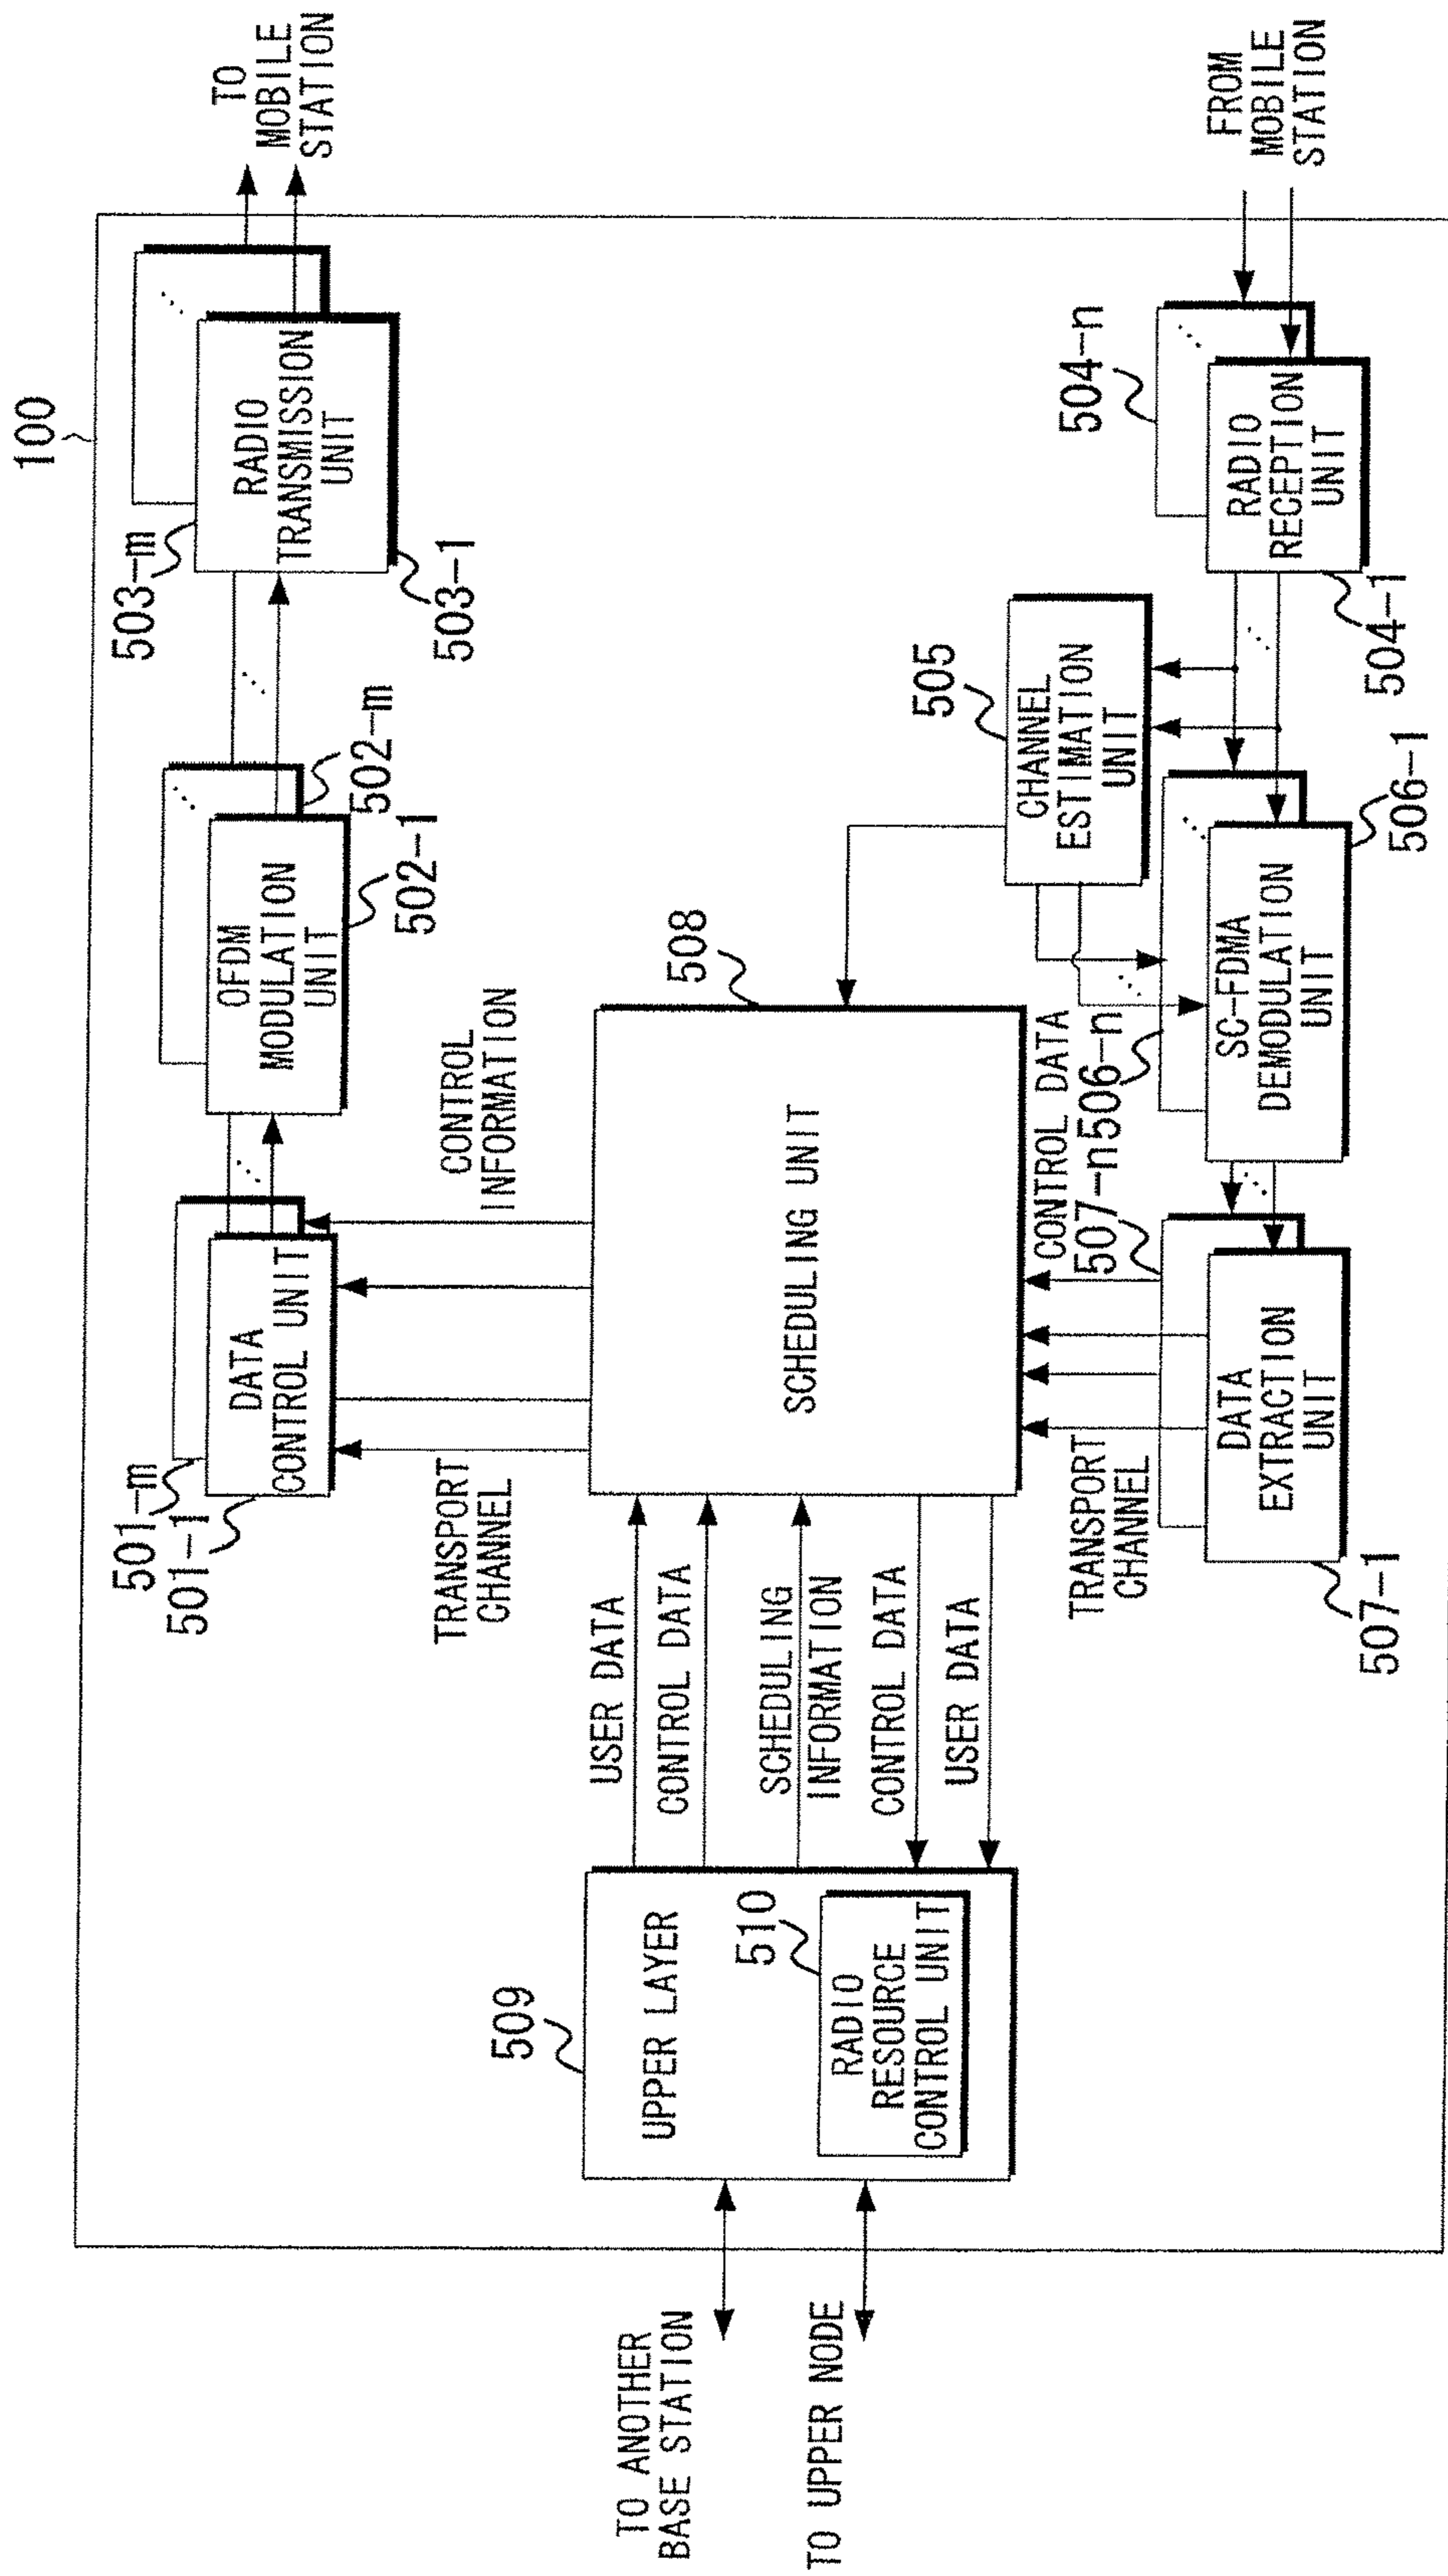 100
TO
MOBILE
STATION
503-m
RADIO
TRANSMISSION
UNIT
503-1
502-m
OFDM
MODULATION
UNIT
502-1
501-m
501-1
DATA
CONTROL UNIT
CONTROL
INFORMATION
TRANSPORT
CHANNEL
508
SCHEDULING UNIT
USER DATA
CONTROL DATA
SCHEDULING
INFORMATION
CONTROL DATA
USER DATA
509
UPPER LAYER
510
RADIO
RESOURCE
CONTROL UNIT
TO ANOTHER
BASE STATION
TO UPPER NODE
505
CHANNEL
ESTIMATION
UNIT
FROM
MOBILE
STATION
504-n
RADIO
RECEPTION
UNIT
504-1
506-n
SC-FDMA
DEMODULATION
UNIT
506-1
CONTROL DATA
507-n
TRANSPORT
CHANNEL
DATA
EXTRACTION
UNIT
507-1